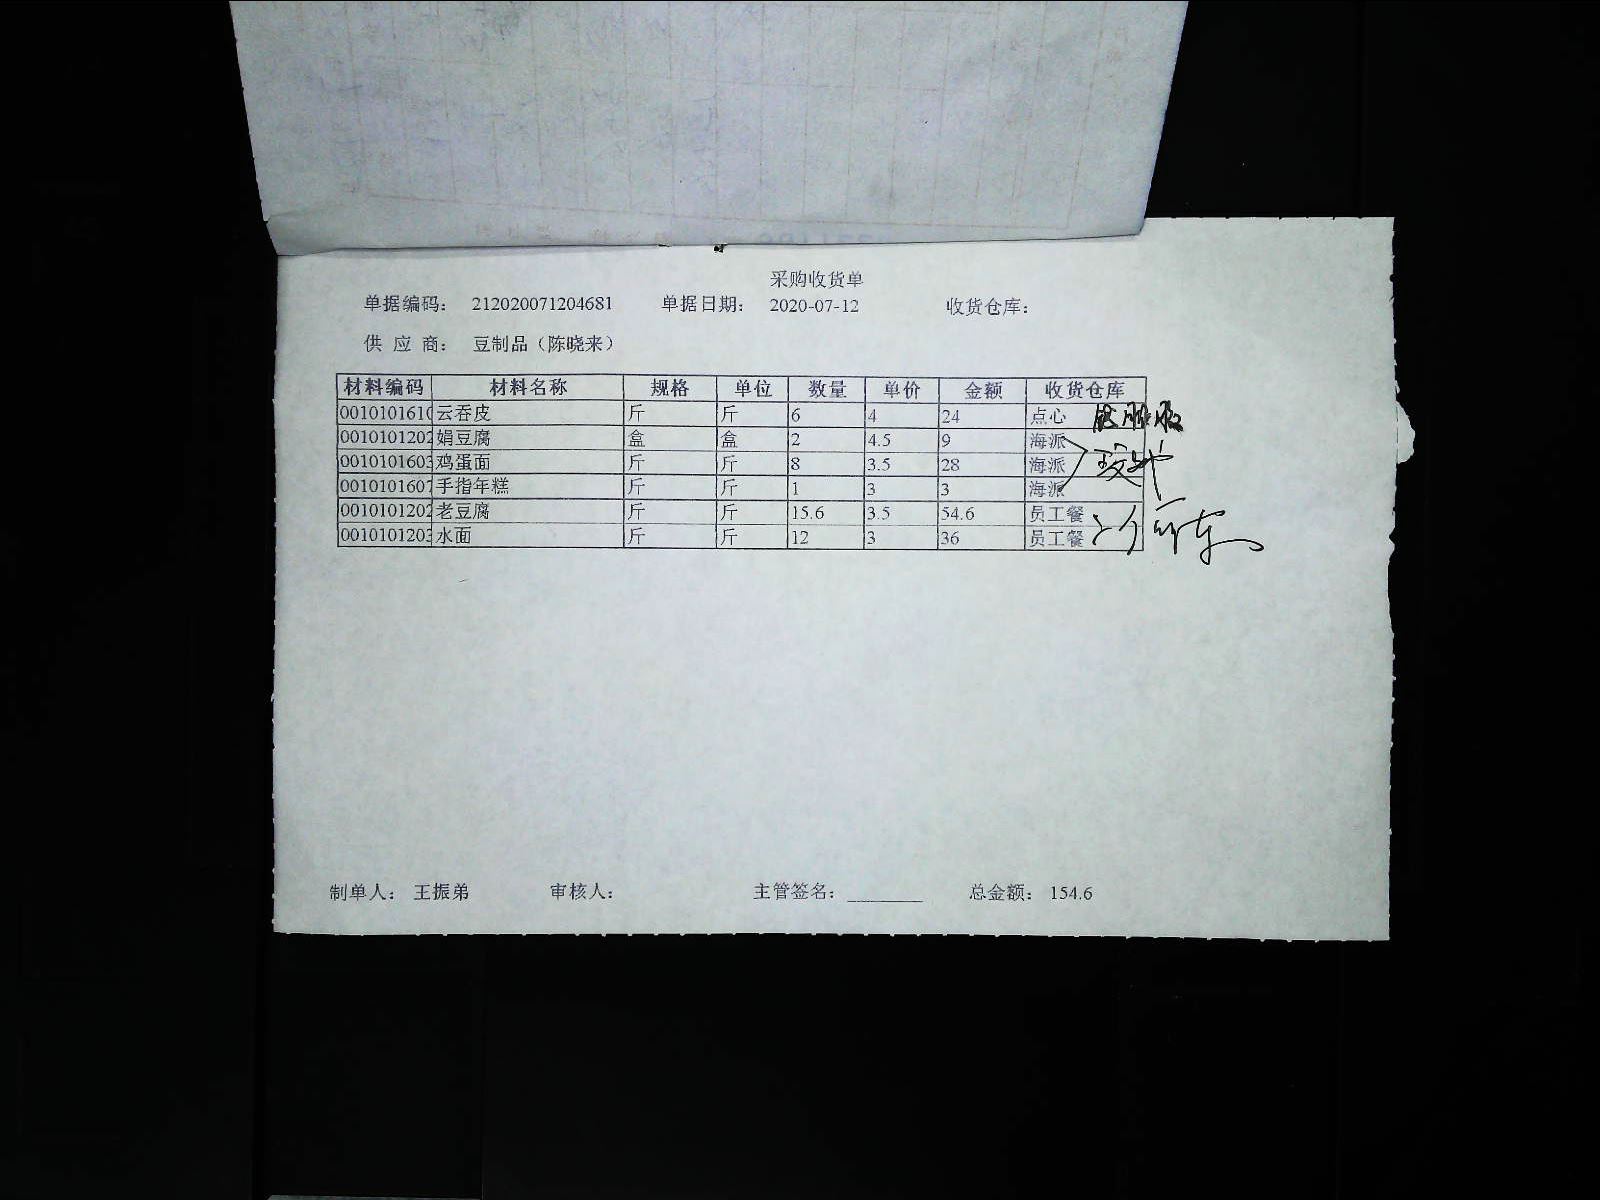 采购收货单
单据编码： 212020071204681 单据日期： 2020-07-12 收货仓库：
供 应 商： 豆制品（陈晓来）
材料编码 材料名称 规格 单位 数量 单价 金额 收货仓库
0010101610 云吞皮 斤 斤 6 4 24 点心
0010101202 娟豆腐 盒 盒 2 4.5 9 海派
0010101603 鸡蛋面 斤 斤 8 3.5 28 海派
0010101607 手指年糕 斤 斤 1 3 3 海派
0010101202 老豆腐 斤 斤 15.6 3.5 54.6 员工餐
0010101203 水面 斤 斤 12 3 36 员工餐
制单人： 王振弟 审核人： 主管签名： 总金额： 154.6